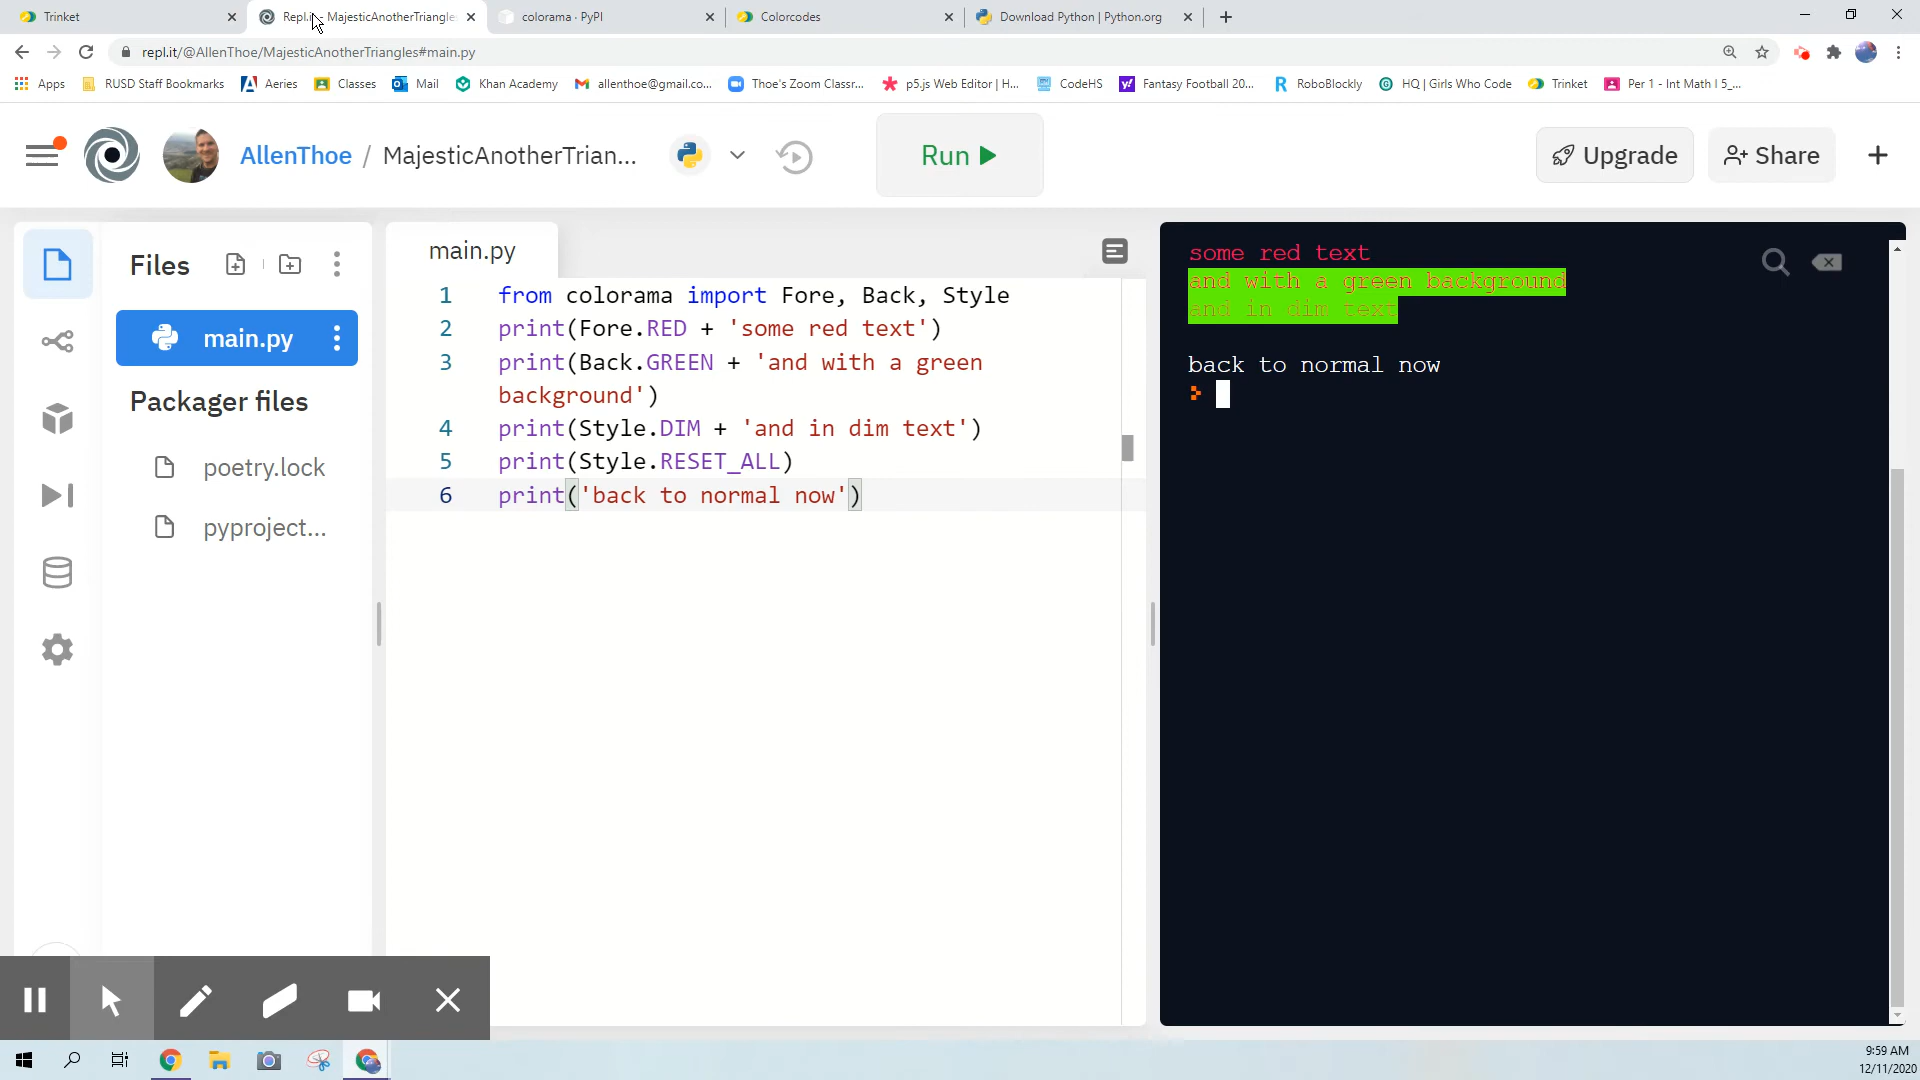 Trinket
Repl.it - MajesticAnotherTriangle
colorama · PyPI
Colorcodes
Download Python | Python.org
repl.it/@AllenThoe/MajesticAnotherTriangles#main.py
Apps
RUSD Staff Bookmarks
Aeries
Classes
Mail
Khan Academy
allenthoe@gmail.co...
Thoe's Zoom Classr...
p5.js Web Editor | H...
CodeHS
Fantasy Football 20...
RoboBlockly
HQ | Girls Who Code
Trinket
Per 1 - Int Math I 5_...
AllenThoe / MajesticAnotherTrian...
Run
Upgrade
Share
Files
main.py
Packager files
poetry.lock
pyproject...
main.py
1 from colorama import Fore, Back, Style
2 print(Fore.RED + 'some red text')
3 print(Back.GREEN + 'and with a green
background')
4 print(Style.DIM + 'and in dim text')
5 print(Style.RESET_ALL)
6 print('back to normal now')
some red text
and with a green background
and in dim text
back to normal now
9:59 AM
12/11/2020